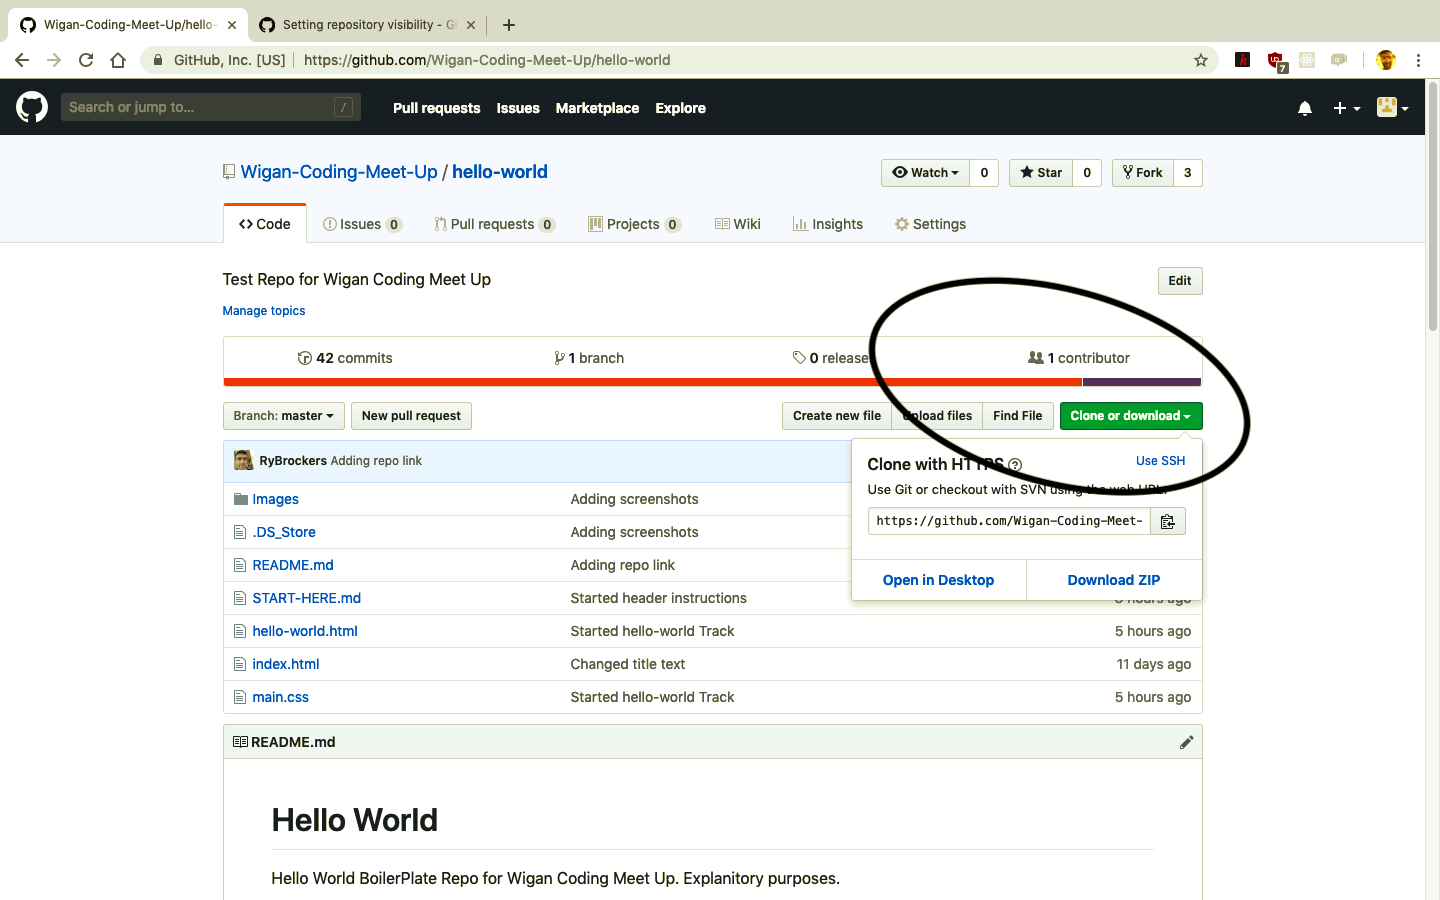 Wigan-Coding-Meet-Up/hello-
Setting repository visibility - G
GitHub, Inc. [US]
https://github.com/Wigan-Coding-Meet-Up/hello-world
7
Search or jump to...
/
Pull requests
Issues
Marketplace
Explore
Wigan-Coding-Meet-Up / hello-world
Watch 0
Star 0
Fork 3
Code
Issues 0
Pull requests 0
Projects 0
Wiki
Insights
Settings
Test Repo for Wigan Coding Meet Up
Edit
Manage topics
42 commits
1 branch
0 release
1 contributor
Branch: master
New pull request
Create new file
Upload files
Find File
Clone or download
RyBrockers Adding repo link
Clone with HTTPS
Use SSH
Use Git or checkout with SVN using the web URL.
https://github.com/Wigan-Coding-Meet-
Open in Desktop
Download ZIP
Images Adding screenshots
.DS_Store Adding screenshots
README.md Adding repo link
START-HERE.md Started header instructions hours ago
hello-world.html Started hello-world Track 5 hours ago
index.html Changed title text 11 days ago
main.css Started hello-world Track 5 hours ago
README.md
Hello World
Hello World BoilerPlate Repo for Wigan Coding Meet Up. Explanitory purposes.